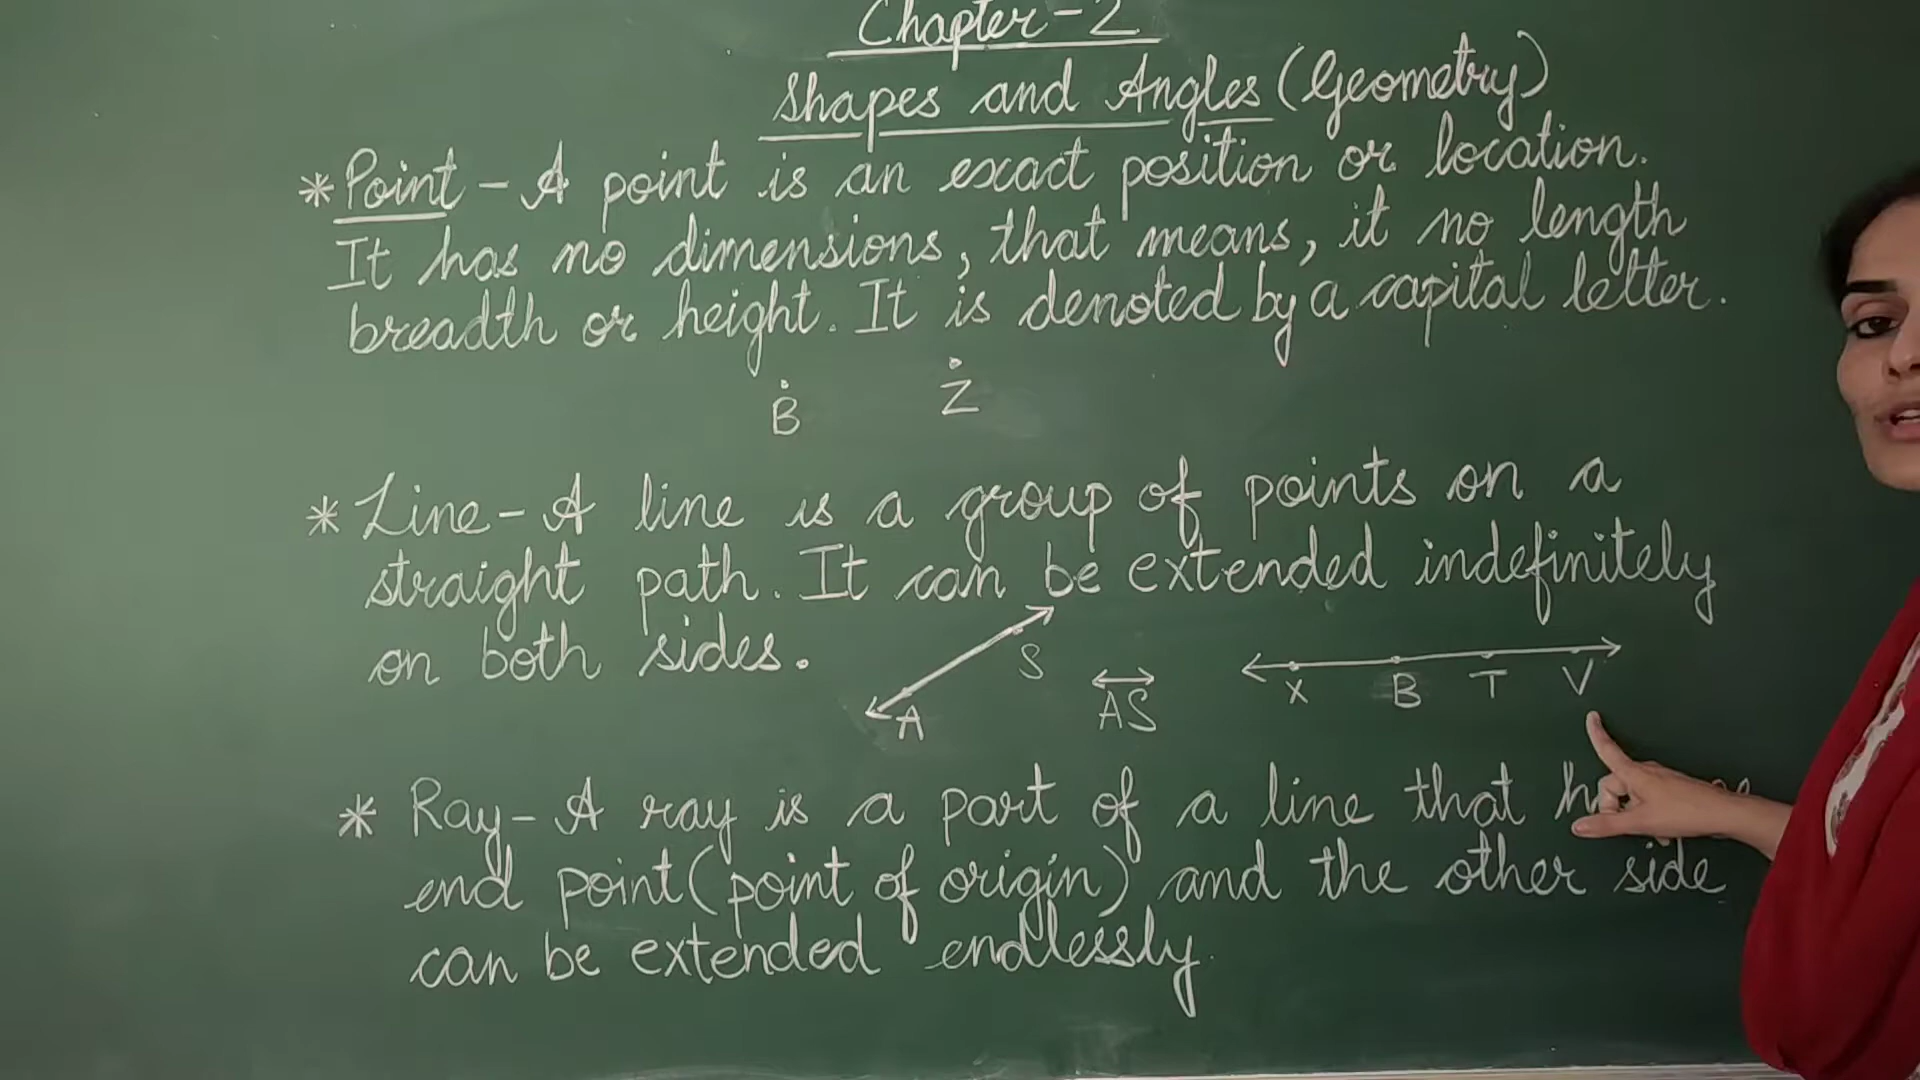 Chapter-2
Shapes and Angles (Geometry)
* Point - A point is an exact position or location.
It has no dimensions, that means, it no length
breadth or height. It is denoted by a capital letter.
B Z
* Line - A line is a group of points on a
straight path. It can be extended indefinitely
on both sides.
A S AS X B T V
* Ray - A ray is a part of a line that
end point (point of origin) and the other side
can be extended endlessly.